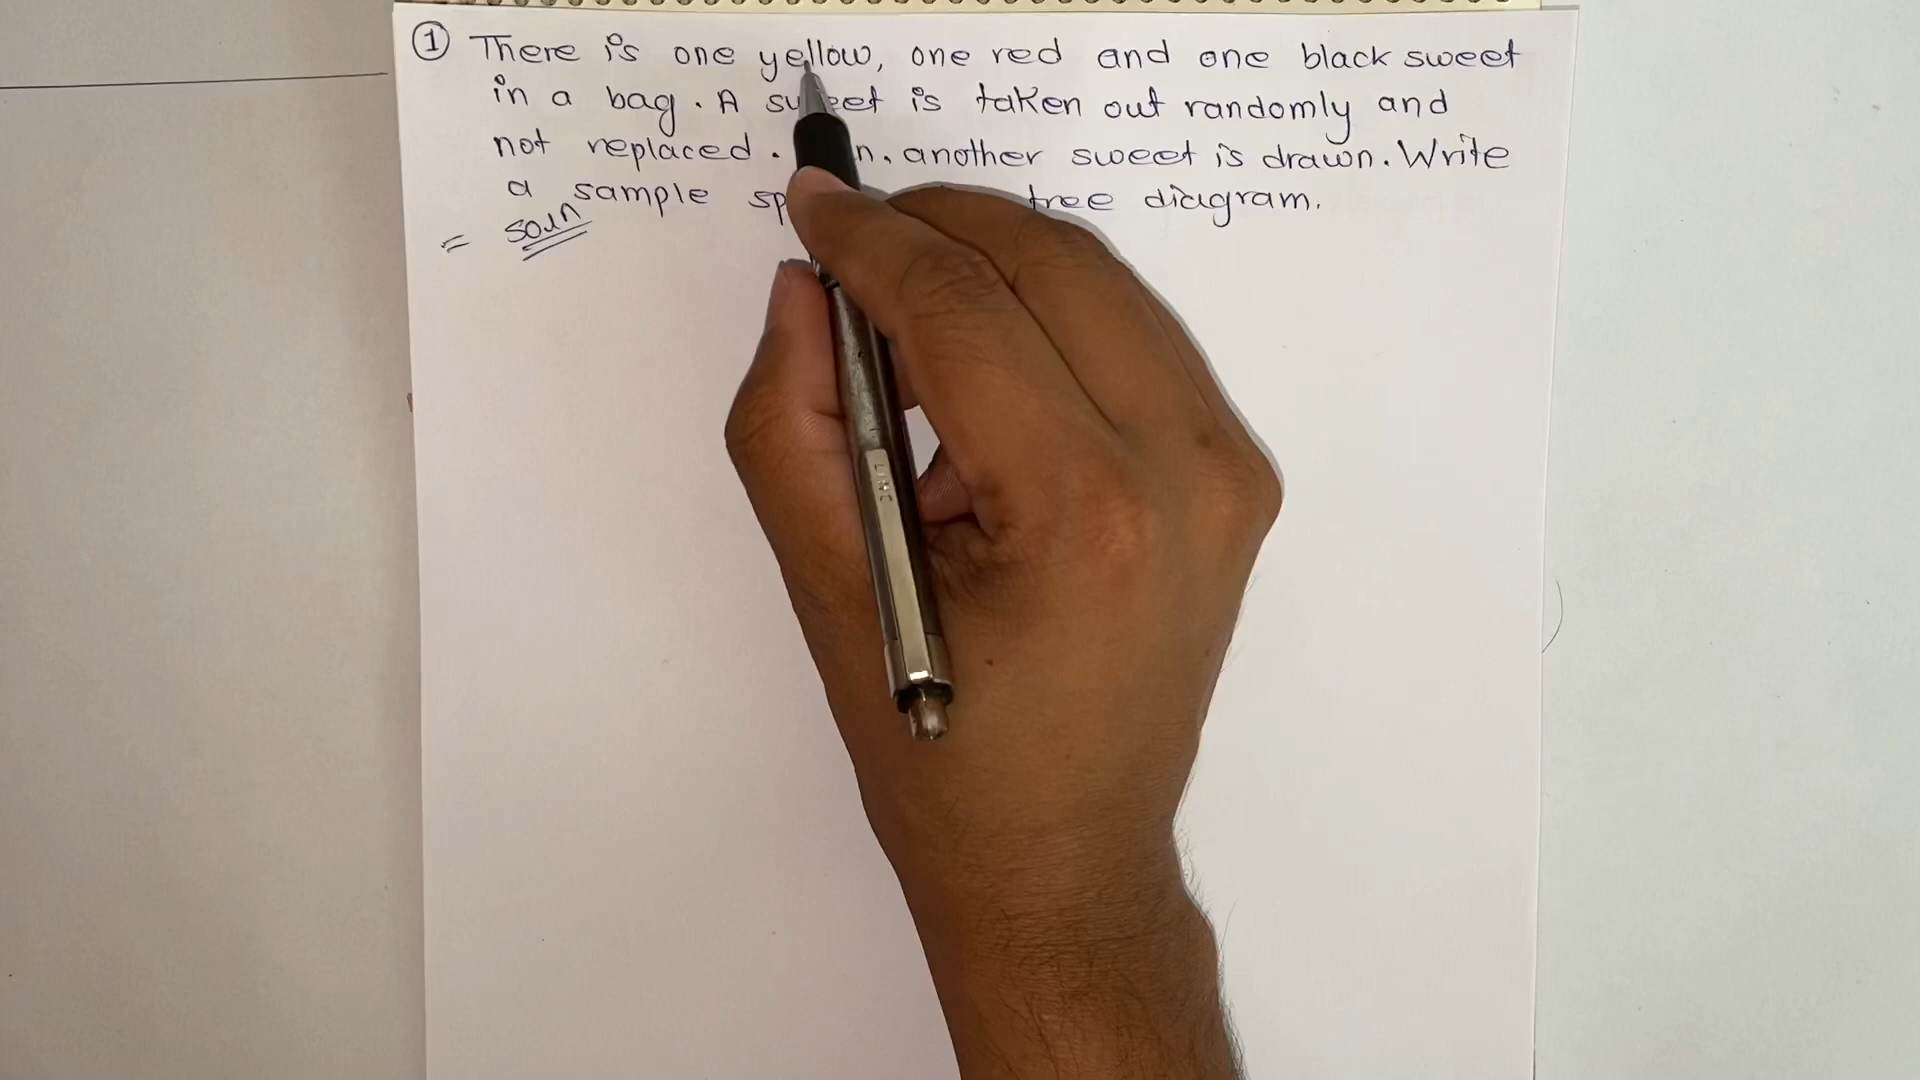 ① There is one yellow, one red and one black sweet
in a bag. A sweet is taken out randomly and
not replaced. another sweet is drawn. Write
a sample tree diagram.
= soln